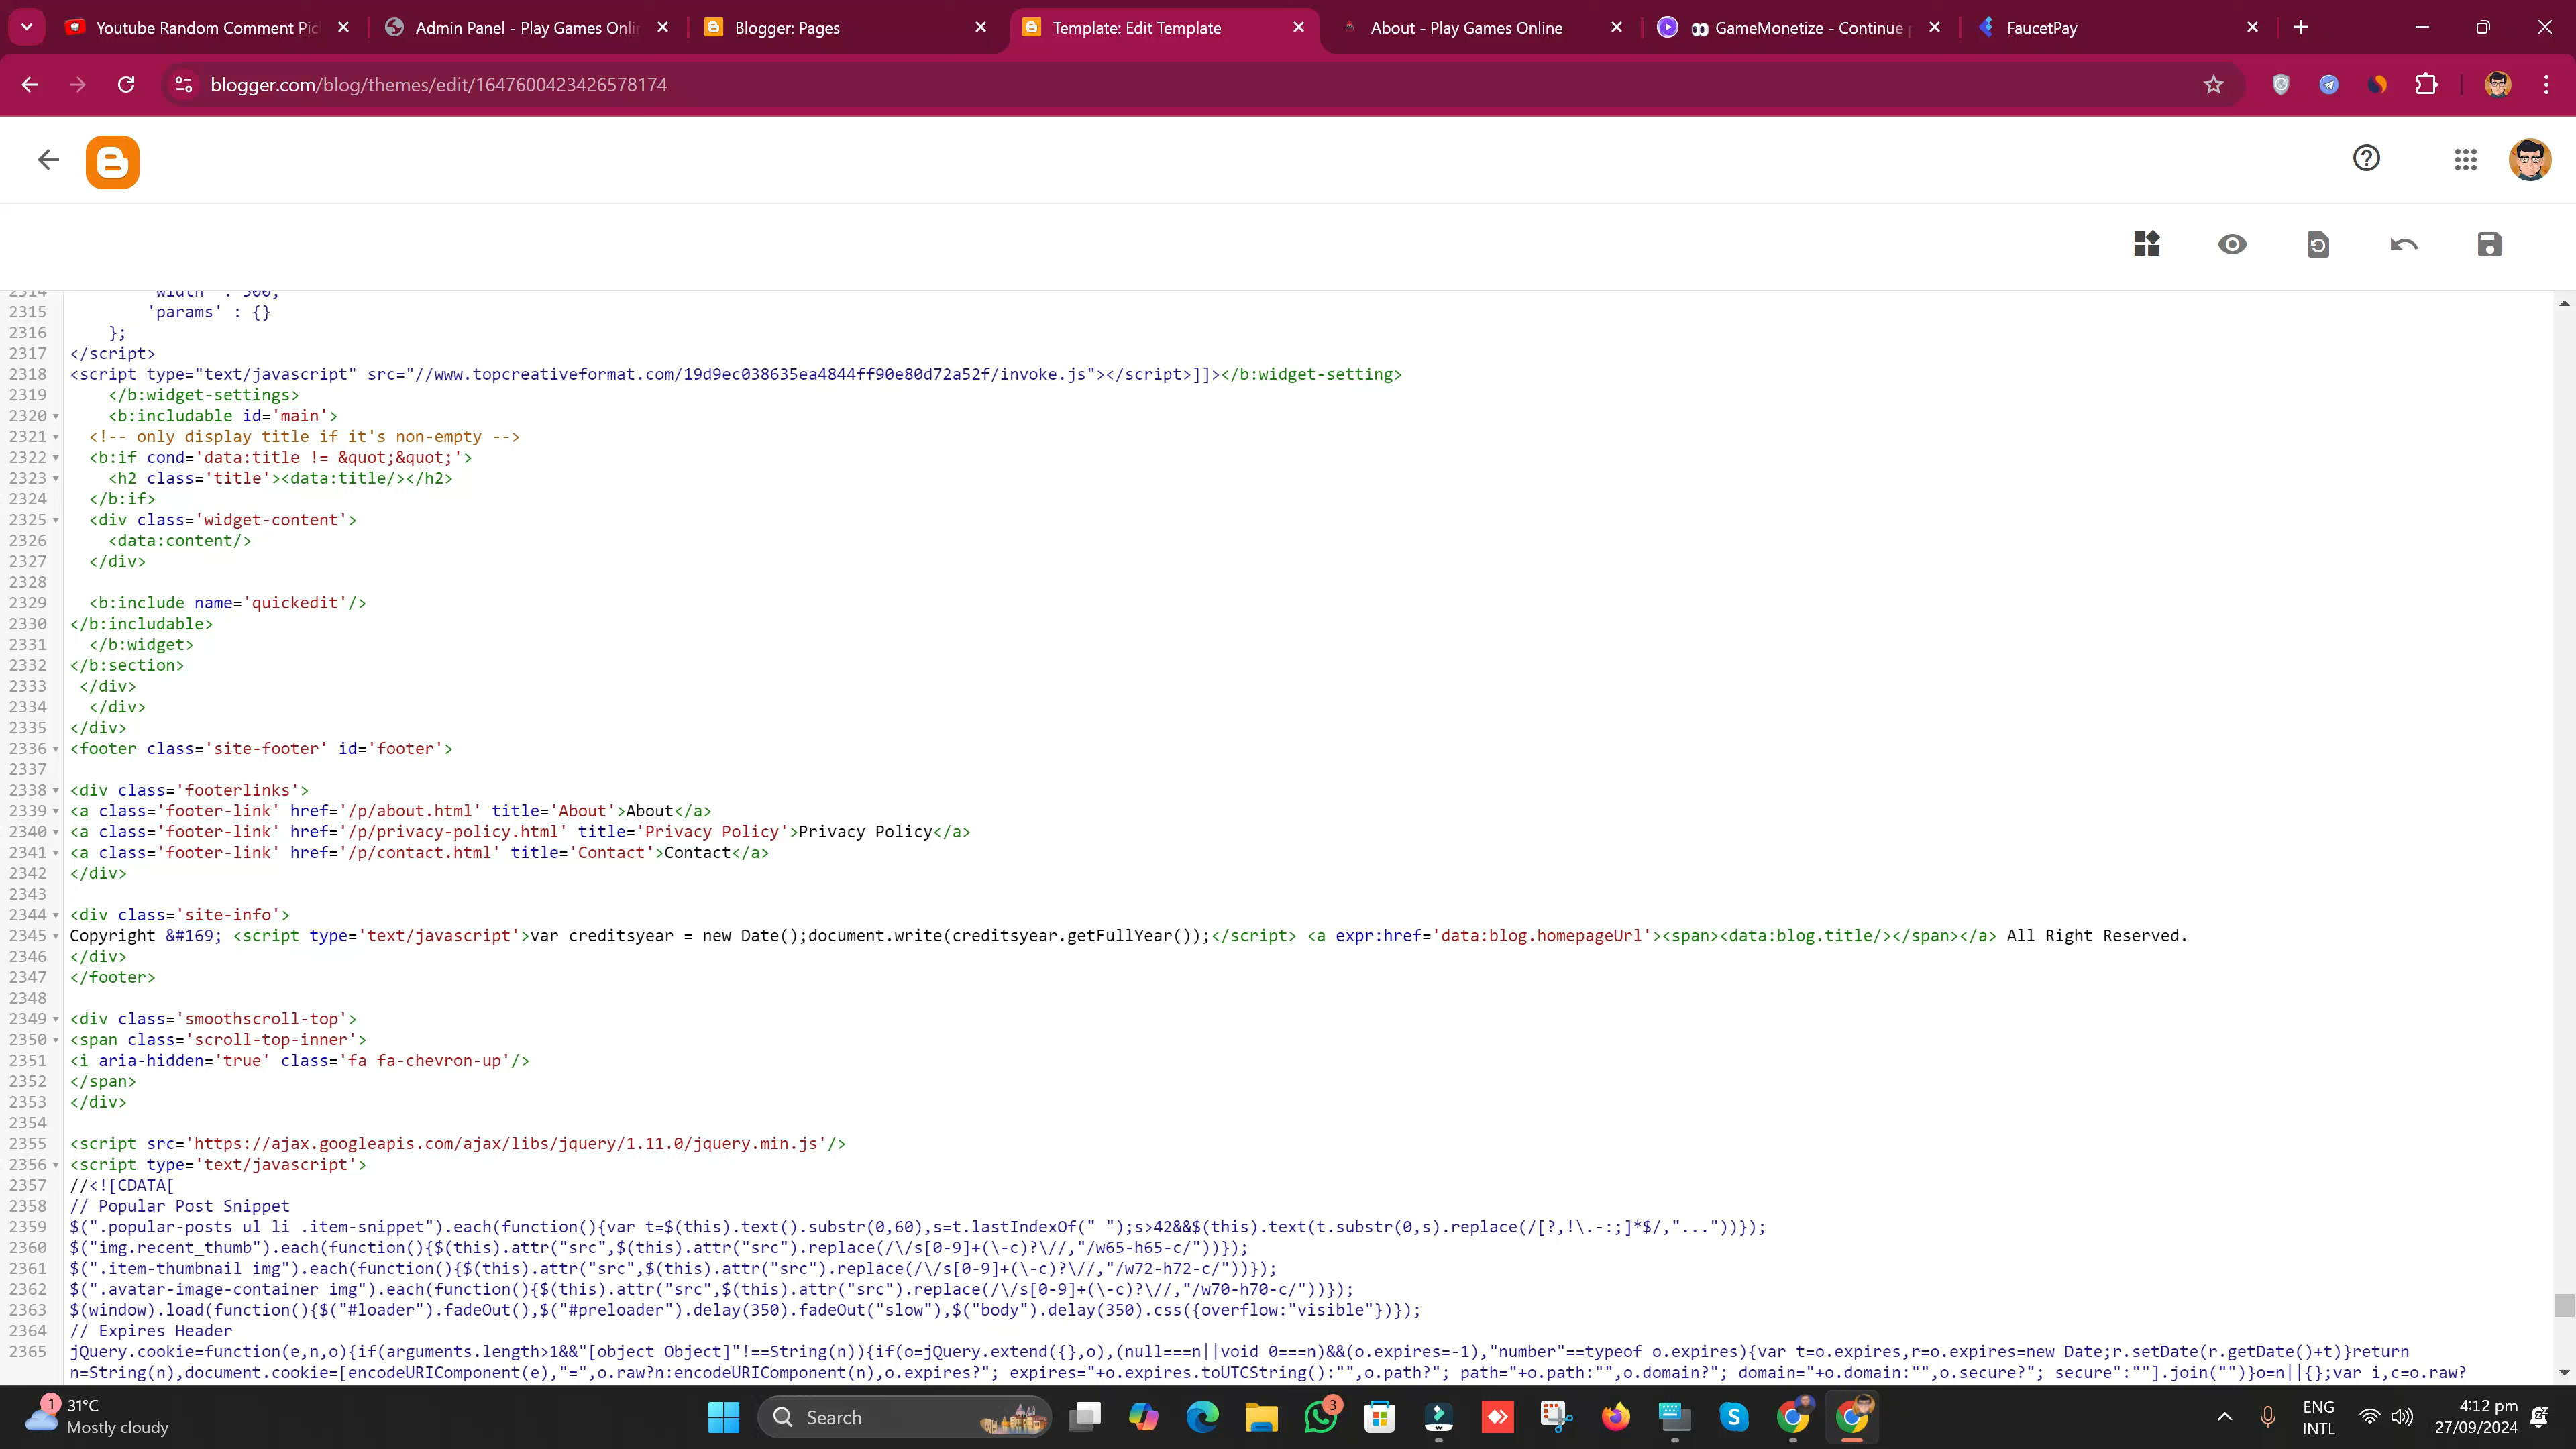 Youtube Random Comment Pic
Admin Panel - Play Games Onli
Blogger: Pages
Template: Edit Template
About - Play Games Online
GameMonetize - Continue
FaucetPay
blogger.com/blog/themes/edit/1647600423426578174
2314 'width' : 300,
2315 'params' : {}
2316 };
2317 </script>
2318 <script type="text/javascript" src="//www.topcreativeformat.com/19d9ec038635ea4844ff90e80d72a52f/invoke.js"></script>]]></b:widget-setting>
2319 </b:widget-settings>
2320 <b:includable id='main'>
2321 <!-- only display title if it's non-empty -->
2322 <b:if cond='data:title != &quot;&quot;'>
2323 <h2 class='title'><data:title/></h2>
2324 </b:if>
2325 <div class='widget-content'>
2326 <data:content/>
2327 </div>
2328
2329 <b:include name='quickedit'/>
2330 </b:includable>
2331 </b:widget>
2332 </b:section>
2333 </div>
2334 </div>
2335 </div>
2336 <footer class='site-footer' id='footer'>
2337
2338 <div class='footerlinks'>
2339 <a class='footer-link' href='/p/about.html' title='About'>About</a>
2340 <a class='footer-link' href='/p/privacy-policy.html' title='Privacy Policy'>Privacy Policy</a>
2341 <a class='footer-link' href='/p/contact.html' title='Contact'>Contact</a>
2342 </div>
2343
2344 <div class='site-info'>
2345 Copyright &#169; <script type='text/javascript'>var creditsyear = new Date();document.write(creditsyear.getFullYear());</script> <a expr:href='data:blog.homepageUrl'><span><data:blog.title/></span></a> All Right Reserved.
2346 </div>
2347 </footer>
2348
2349 <div class='smoothscroll-top'>
2350 <span class='scroll-top-inner'>
2351 <i aria-hidden='true' class='fa fa-chevron-up'/>
2352 </span>
2353 </div>
2354
2355 <script src='https://ajax.googleapis.com/ajax/libs/jquery/1.11.0/jquery.min.js'/>
2356 <script type='text/javascript'>
2357 //<![CDATA[
2358 // Popular Post Snippet
2359 $(".popular-posts ul li .item-snippet").each(function(){var t=$(this).text().substr(0,60),s=t.lastIndexOf(" ");s>42&&$(this).text(t.substr(0,s).replace(/[?,!\.-:;]*$/,"..."))});
2360 $("img.recent_thumb").each(function(){$(this).attr("src",$(this).attr("src").replace(/\/s[0-9]+(\-c)?\//,"/w65-h65-c/"))});
2361 $(".item-thumbnail img").each(function(){$(this).attr("src",$(this).attr("src").replace(/\/s[0-9]+(\-c)?\//,"/w72-h72-c/"))});
2362 $(".avatar-image-container img").each(function(){$(this).attr("src",$(this).attr("src").replace(/\/s[0-9]+(\-c)?\//,"/w70-h70-c/"))});
2363 $(window).load(function(){$("#loader").fadeOut(),$("#preloader").delay(350).fadeOut("slow"),$("body").delay(350).css({overflow:"visible"})});
2364 // Expires Header
2365 jQuery.cookie=function(e,n,o){if(arguments.length>1&&"[object Object]"!==String(n)){if(o=jQuery.extend({},o),(null===n||void 0===n)&&(o.expires=-1),"number"==typeof o.expires){var t=o.expires,r=o.expires=new Date;r.setDate(r.getDate()+t)}return
n=String(n),document.cookie=[encodeURIComponent(e),"=",o.raw?n:encodeURIComponent(n),o.expires?"; expires="+o.expires.toUTCString():"",o.path?"; path="+o.path:"",o.domain?"; domain="+o.domain:"",o.secure?"; secure":""].join("")}o=n||{};var i,c=o.raw?
1
31°C
Mostly cloudy
Search
3
ENG
INTL
4:12 pm
27/09/2024